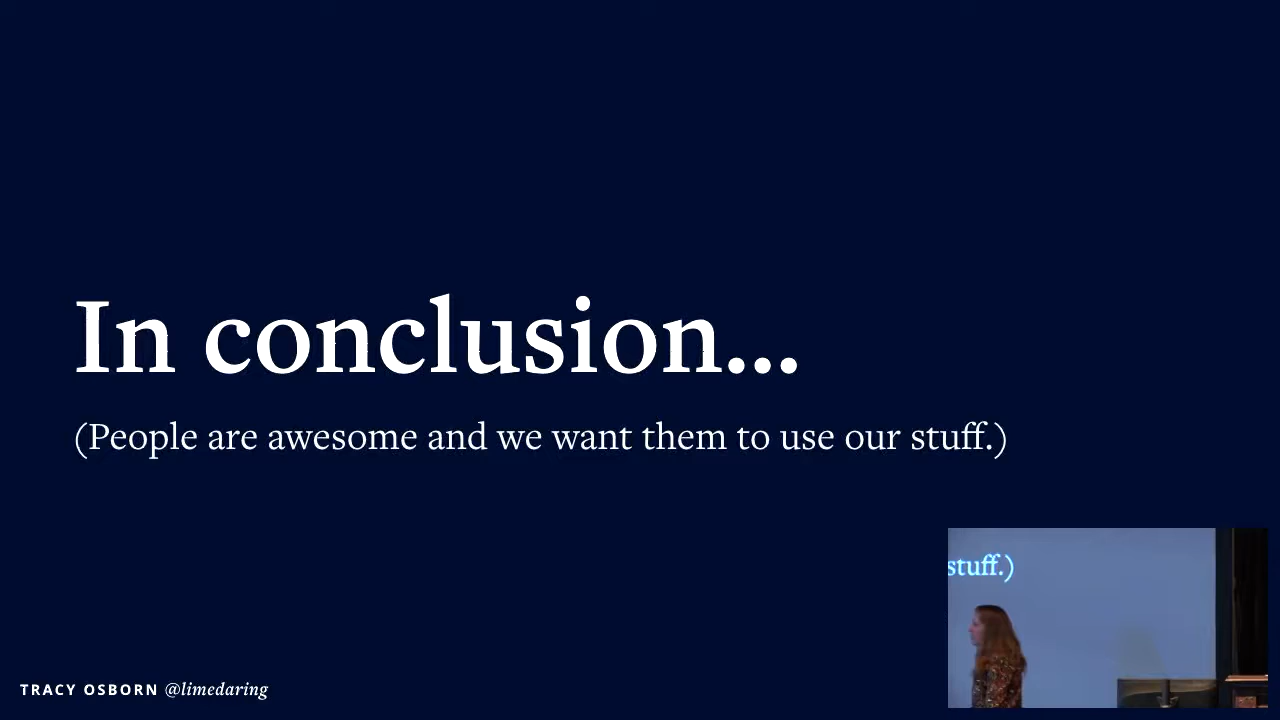 In conclusion...
(People are awesome and we want them to use our stuff.)
stuff.)
TRACY OSBORN @limedaring